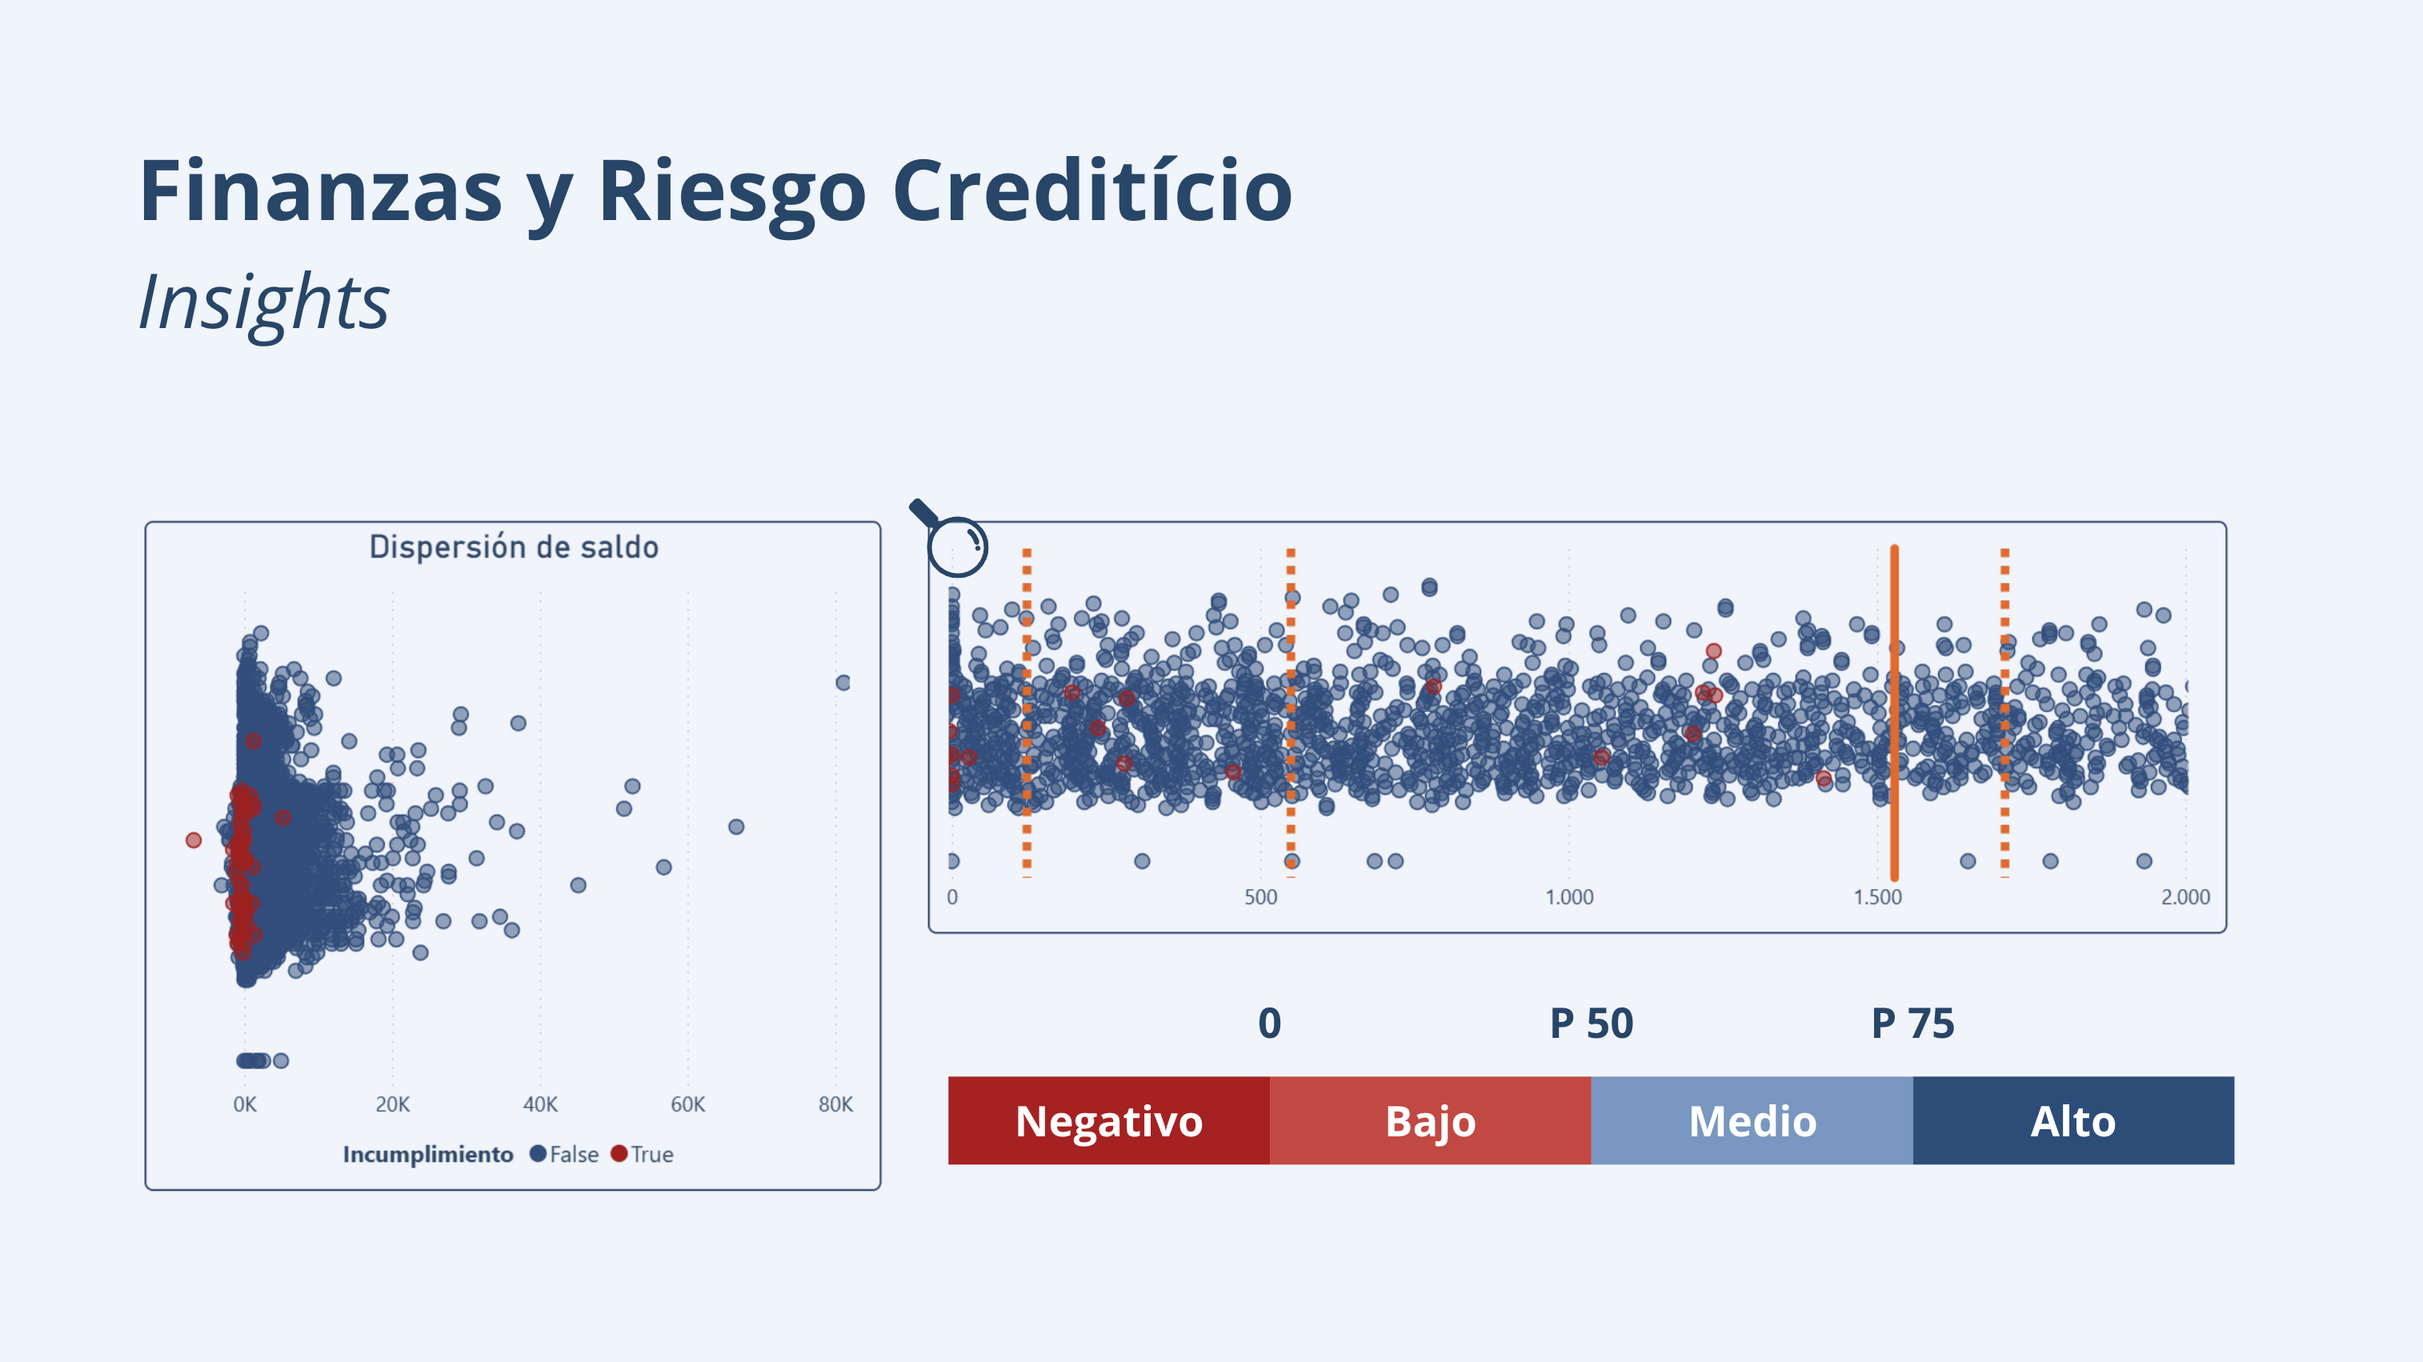 Finanzas y Riesgo Creditício
Insights
Dispersión de saldo
0K 20K 40K 60K 80K
Incumplimiento False True
0 500 1.000 1.500 2.000
0 P 50 P 75
Negativo Bajo Medio Alto